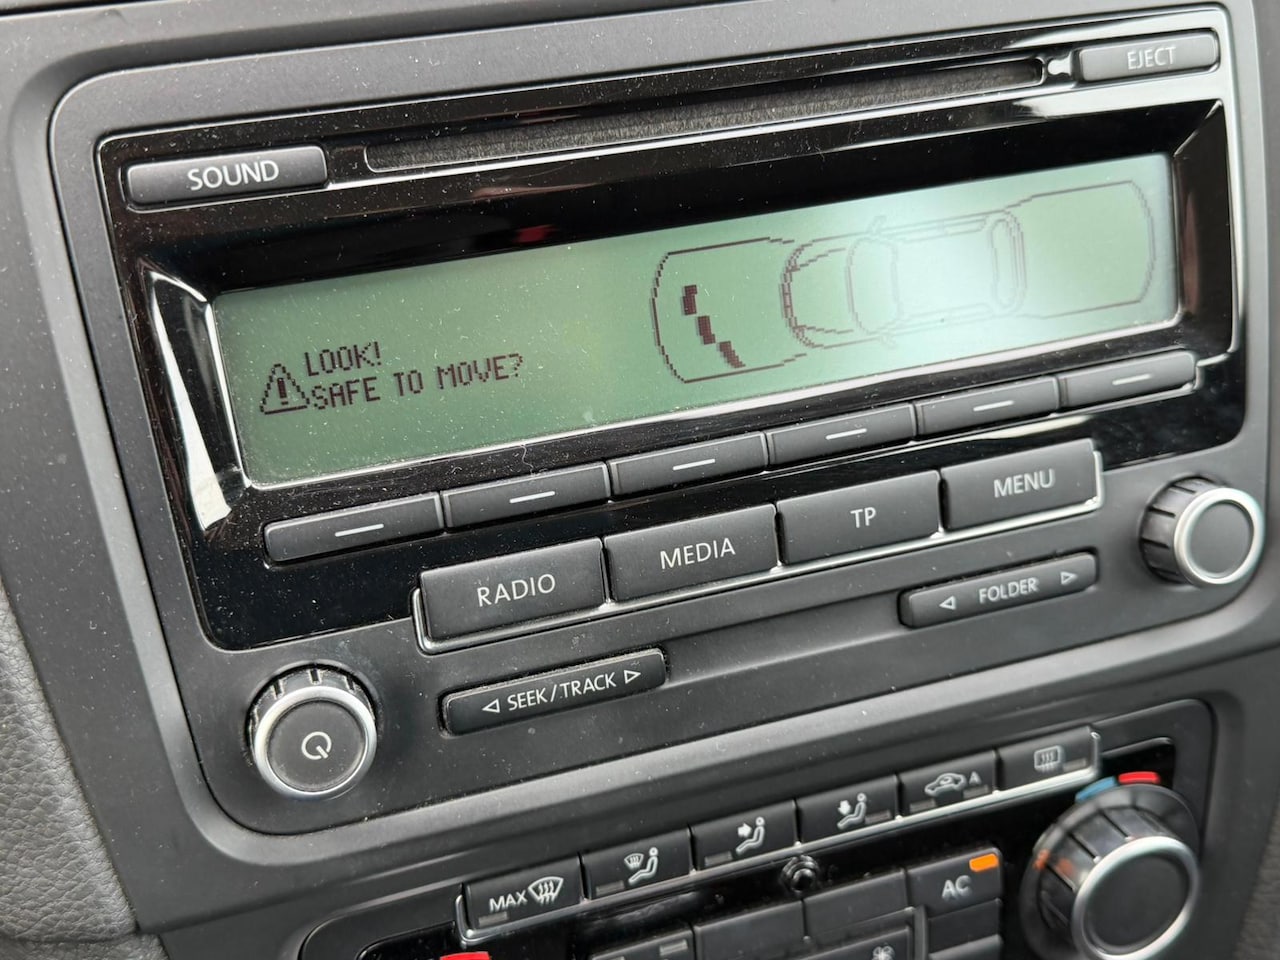 EJECT
SOUND
LOOK!
SAFE TO MOVE?
RADIO
MEDIA
TP
MENU
FOLDER
SEEK/TRACK
A
MAX
AC